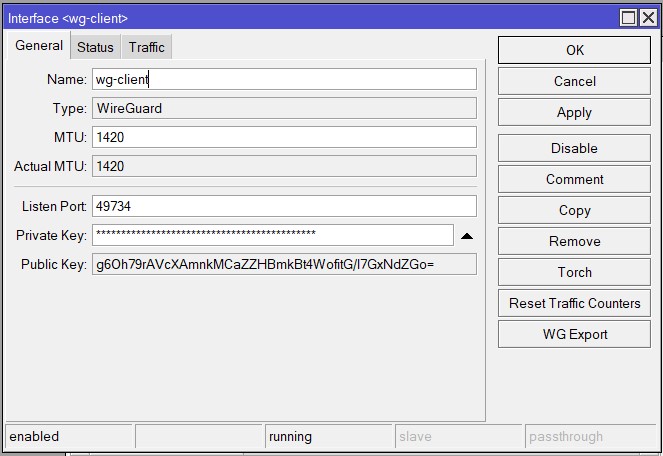 Interface <wg-client>
General Status Traffic
Name: wg-client
Type: WireGuard
MTU: 1420
Actual MTU: 1420
Listen Port: 49734
Private Key: ********************************************
Public Key: g6Oh79rAVcXAmnkMCaZZHBmkBt4WofitG/l7GxNdZGo=
OK
Cancel
Apply
Disable
Comment
Copy
Remove
Torch
Reset Traffic Counters
WG Export
enabled running slave passthrough